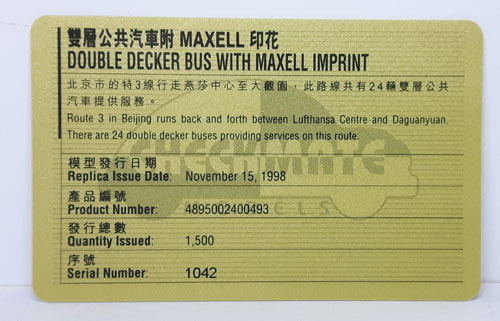 雙層公共汽車附 MAXELL 印花
DOUBLE DECKER BUS WITH MAXELL IMPRINT
北京市的特3線行走燕莎中心至大觀園，此路線共有24輛雙層公共
汽車提供服務。
Route 3 in Beijing runs back and forth between Lufthansa Centre and Daguanyuan.
There are 24 double decker buses providing services on this route.
CHECKMATE
MODELS
模型發行日期
Replica Issue Date: November 15, 1998
產品編號
Product Number: 4895002400493
發行總數
Quantity Issued: 1,500
序號
Serial Number: 1042